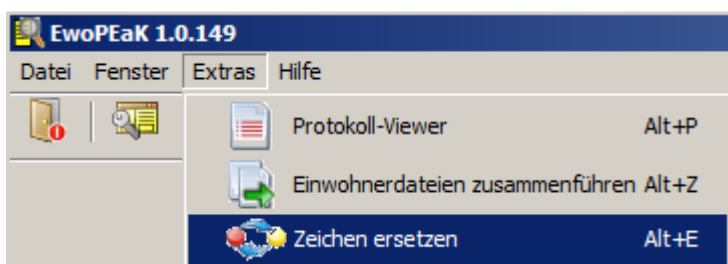 EwoPEaK 1.0.149
Datei Fenster Extras Hilfe
Protokoll-Viewer Alt+P
Einwohnerdateien zusammenführen Alt+Z
Zeichen ersetzen Alt+E